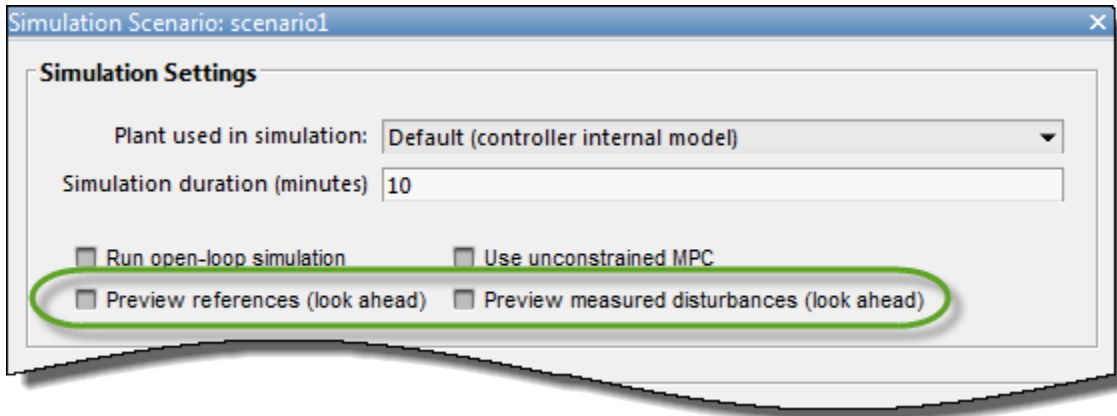 Simulation Scenario: scenario1
Simulation Settings
Plant used in simulation: Default (controller internal model)
Simulation duration (minutes) 10
Run open-loop simulation Use unconstrained MPC
Preview references (look ahead) Preview measured disturbances (look ahead)